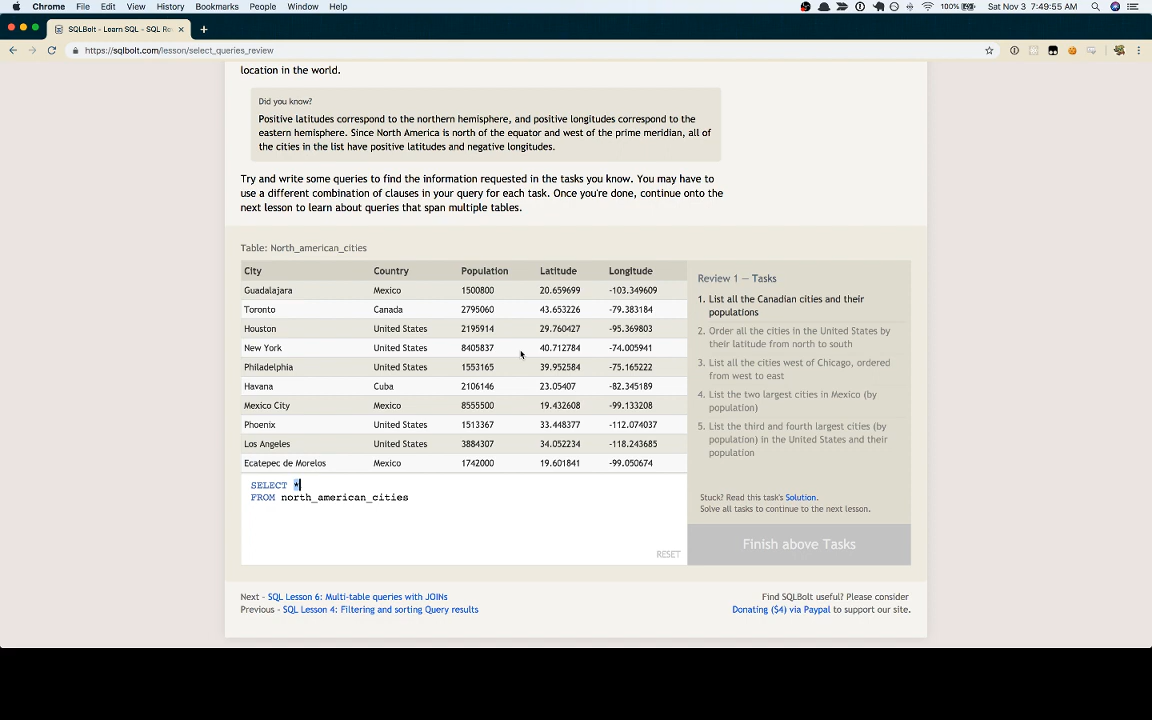 Chrome File Edit View History Bookmarks People Window Help 100% Sat Nov 3 7:49:55 AM
SQLBolt - Learn SQL - SQL Re
https://sqlbolt.com/lesson/select_queries_review
location in the world.
Did you know?
Positive latitudes correspond to the northern hemisphere, and positive longitudes correspond to the
eastern hemisphere. Since North America is north of the equator and west of the prime meridian, all of
the cities in the list have positive latitudes and negative longitudes.
Try and write some queries to find the information requested in the tasks you know. You may have to
use a different combination of clauses in your query for each task. Once you're done, continue onto the
next lesson to learn about queries that span multiple tables.
Table: North_american_cities
City Country Population Latitude Longitude
Guadalajara Mexico 1500800 20.659699 -103.349609
Toronto Canada 2795060 43.653226 -79.383184
Houston United States 2195914 29.760427 -95.369803
New York United States 8405837 40.712784 -74.005941
Philadelphia United States 1553165 39.952584 -75.165222
Havana Cuba 2106146 23.05407 -82.345189
Mexico City Mexico 8555500 19.432608 -99.133208
Phoenix United States 1513367 33.448377 -112.074037
Los Angeles United States 3884307 34.052234 -118.243685
Ecatepec de Morelos Mexico 1742000 19.601841 -99.050674
SELECT *
FROM north_american_cities
RESET
Review 1 — Tasks
1. List all the Canadian cities and their
populations
2. Order all the cities in the United States by
their latitude from north to south
3. List all the cities west of Chicago, ordered
from west to east
4. List the two largest cities in Mexico (by
population)
5. List the third and fourth largest cities (by
population) in the United States and their
population
Stuck? Read this task's Solution.
Solve all tasks to continue to the next lesson.
Finish above Tasks
Next - SQL Lesson 6: Multi-table queries with JOINs
Previous - SQL Lesson 4: Filtering and sorting Query results
Find SQLBolt useful? Please consider
Donating ($4) via Paypal to support our site.